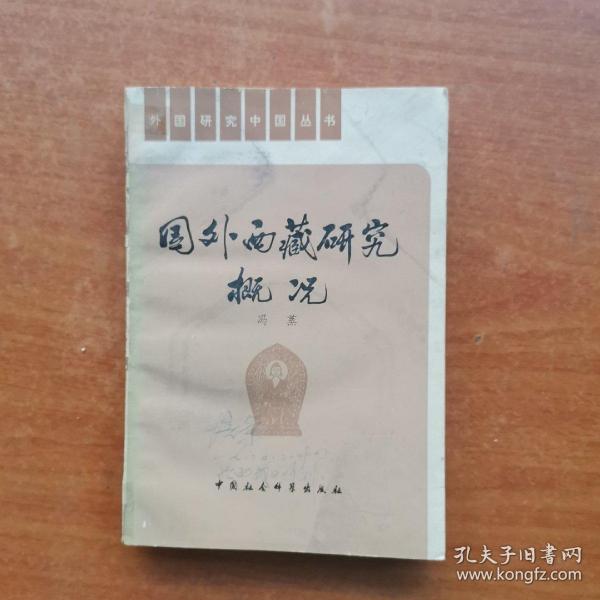 外国研究中国丛书
国外西藏研究
概况
冯蒸
中国社会科学出版社
孔夫子旧书网
www.kongfz.com